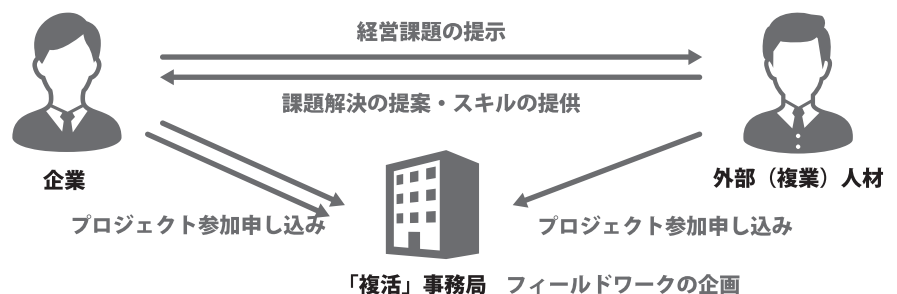 経営課題の提示
課題解決の提案・スキルの提供
企業
外部（複業）人材
プロジェクト参加申し込み
プロジェクト参加申し込み
「複活」事務局　フィールドワークの企画